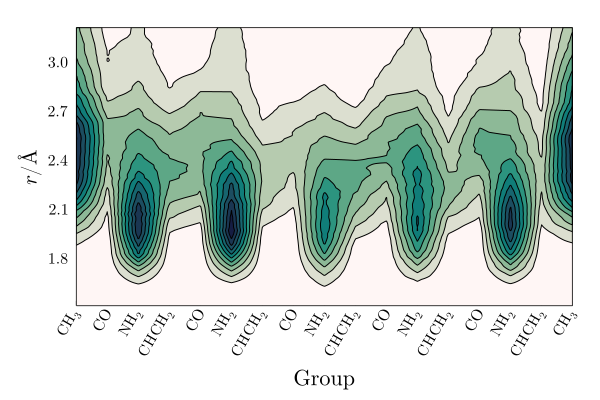 3.0
2.7
2.4
2.1
1.8
r/Å
CH₃
CO
NH₂
CHCH₂
CO
NH₂
CHCH₂
CO
NH₂
CHCH₂
CO
NH₂
CHCH₂
CO
NH₂
CHCH₂
CH₃
Group